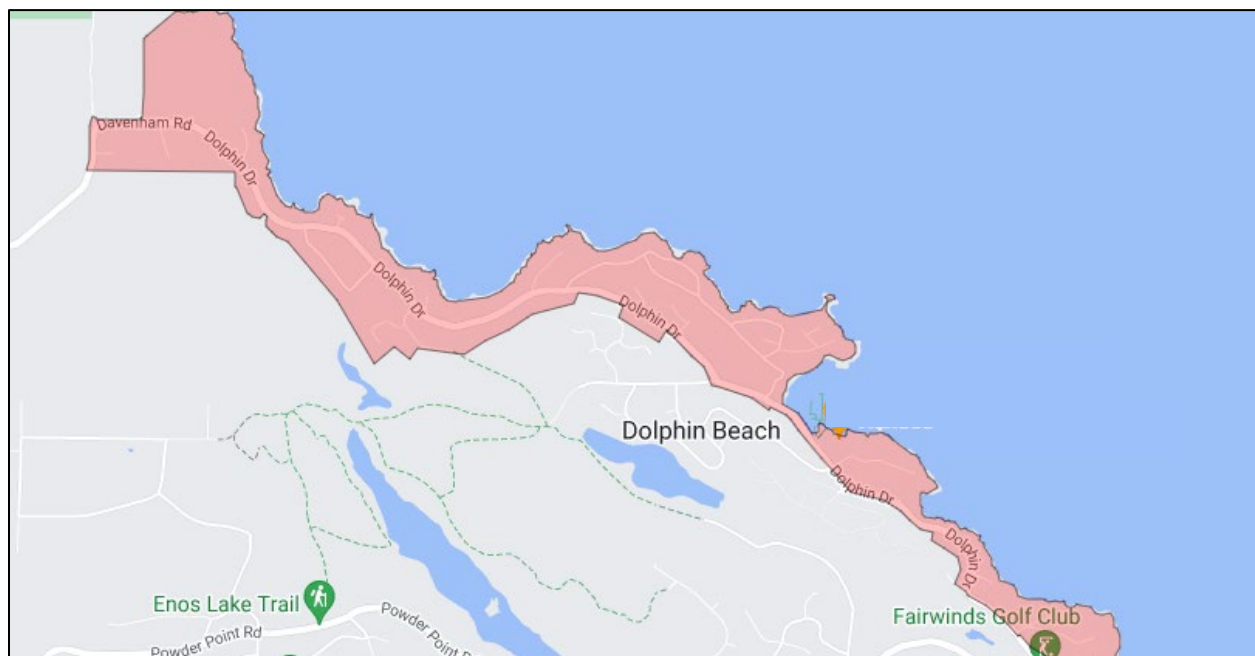 Davenham Rd
Dolphin Dr
Dolphin Dr
Dolphin Dr
Dolphin Beach
Dolphin Dr
Dolphin Dr
Enos Lake Trail
Fairwinds Golf Club
Powder Point Rd
Powder Point R